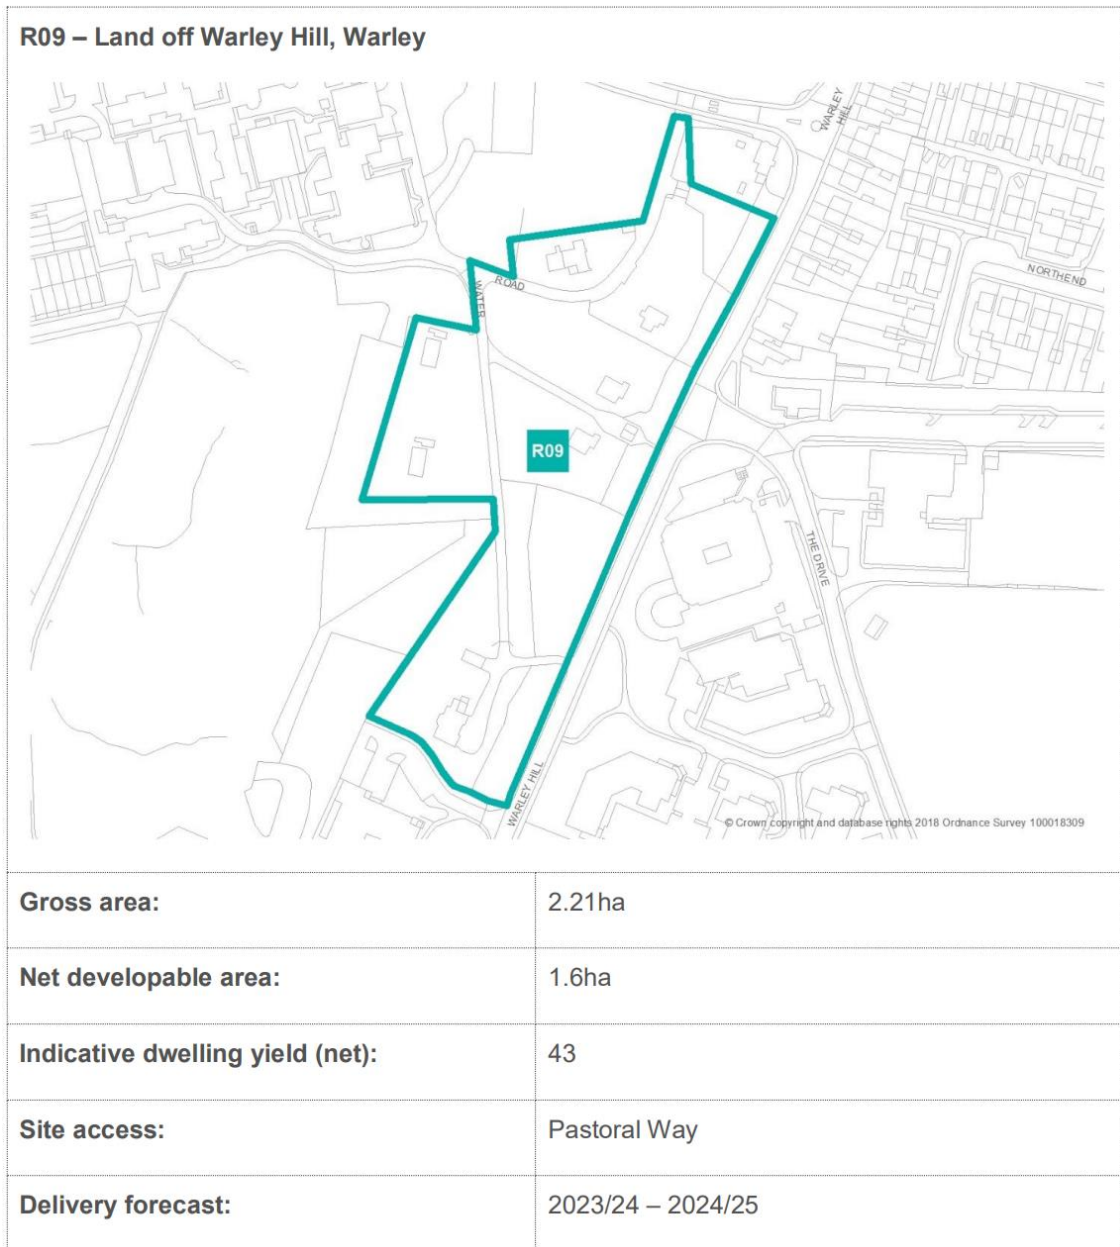 R09 – Land off Warley Hill, Warley
WARLEY
HILL
NORTHEND
ROAD
WATER
R09
THE DRIVE
WARLEY HILL
© Crown copyright and database rights 2018 Ordnance Survey 100018309
Gross area: 2.21ha
Net developable area: 1.6ha
Indicative dwelling yield (net): 43
Site access: Pastoral Way
Delivery forecast: 2023/24 – 2024/25